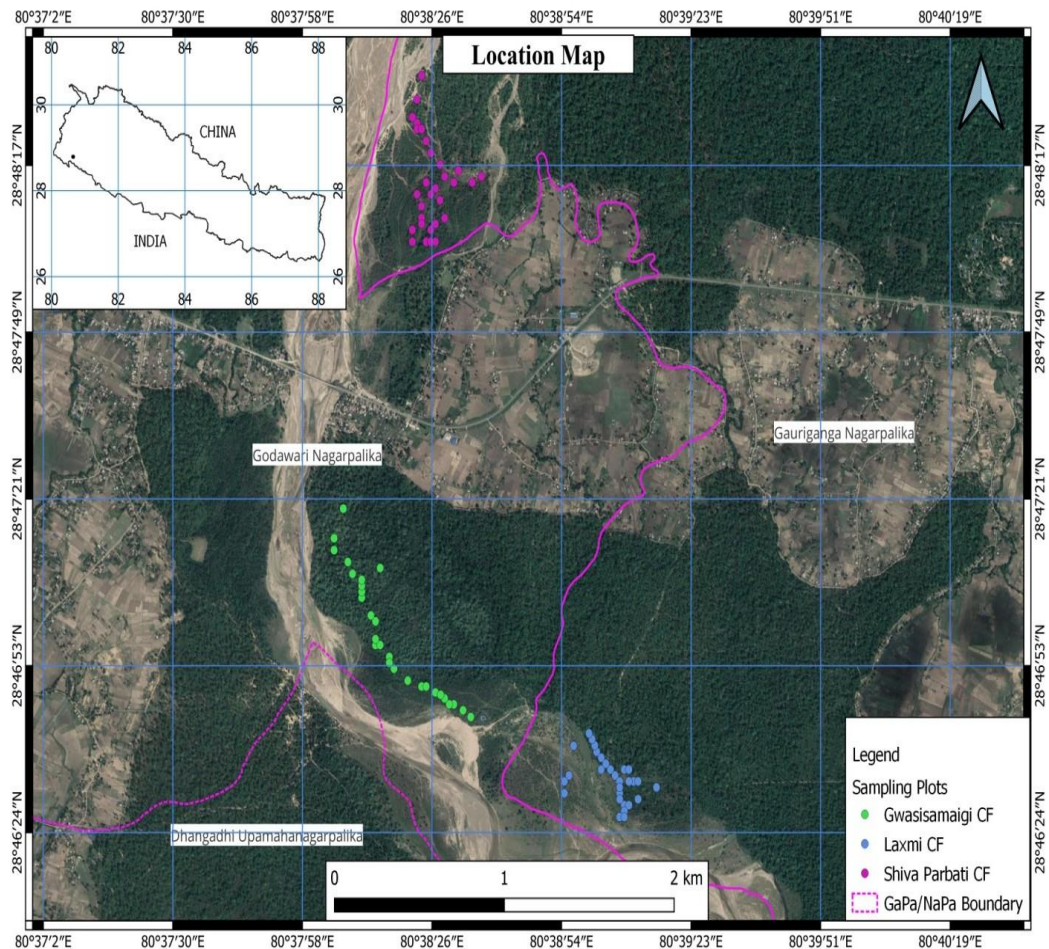 80°37′2″E 80°37′30″E 80°37′58″E 80°38′26″E 80°38′54″E 80°39′23″E 80°39′51″E 80°40′19″E
Location Map
80 82 84 86 88
30 30
CHINA
28 28
INDIA
26 26
80 82 84 86 88
28°48′17″N 28°48′17″N
28°47′49″N 28°47′49″N
Gauriganga Nagarpalika
Godawari Nagarpalika
28°47′21″N 28°47′21″N
28°46′53″N 28°46′53″N
28°46′24″N 28°46′24″N
Dhangadhi Upamahanagarpalika
Legend
Sampling Plots
Gwasisamaigi CF
Laxmi CF
Shiva Parbati CF
GaPa/NaPa Boundary
0 1 2 km
80°37′2″E 80°37′30″E 80°37′58″E 80°38′26″E 80°38′54″E 80°39′23″E 80°39′51″E 80°40′19″E